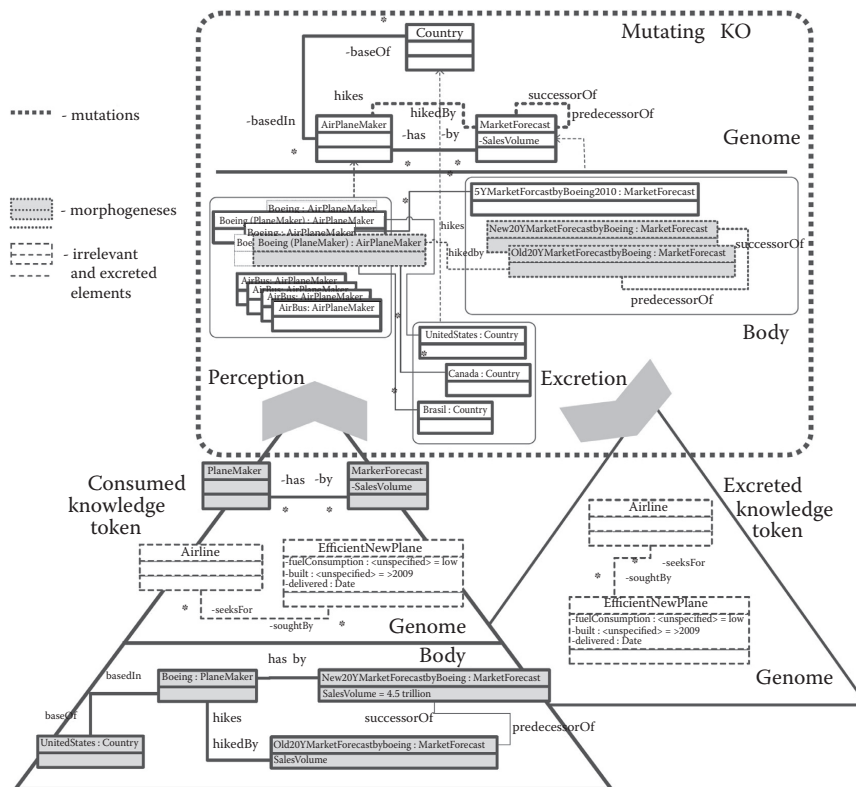 Mutating KO
*
Country
-baseOf
successorOf
hikes
- mutations
hikedBy
predecessorOf
-basedIn
AirPlaneMaker
MarketForecast
-has
-by
-SalesVolume
Genome
*
*
*
*
5YMarketForcastbyBoeing2010 : MarketForecast
*
- morphogeneses
Boeing : AirPlaneMaker
Boeing (PlaneMaker) : AirPlaneMaker
hikes
New20YMarketForecastbyBoeing : MarketForecast
Boeing : AirPlaneMaker
Boeing (PlaneMaker) : AirPlaneMaker
successorOf
hikedby
Old20YMarketForecastbyBoeing : MarketForecast
- irrelevant
and excreted
elements
AirBus: AirPlaneMaker
AirBus: AirPlaneMaker
AirBus: AirPlaneMaker
AirBus: AirPlaneMaker
predecessorOf
UnitedStates : Country
Body
*
Perception
Canada : Country
Excretion
*
Brasil : Country
Consumed
knowledge
token
PlaneMaker
MarkerForecast
-has
-by
-SalesVolume
*
*
Excreted
knowledge
token
Airline
EfficientNewPlane
-fuelConsumption : <unspecified> = low
-built : <unspecified> = >2009
-delivered : Date
*
-seeksFor
-soughtBy
*
Genome
Airline
*
-seeksFor
*
-soughtBy
EfficientNewPlane
-fuelConsumption : <unspecified> = low
-built : <unspecified> = >2009
-delivered : Date
Genome
Body
has by
basedIn
Boeing : PlaneMaker
New20YMarketForecastbyBoeing : MarketForecast
SalesVolume = 4.5 trillion
baseOf
hikes
successorOf
predecessorOf
UnitedStates : Country
hikedBy
Old20YMarketForecastbyboeing : MarketForecast
SalesVolume